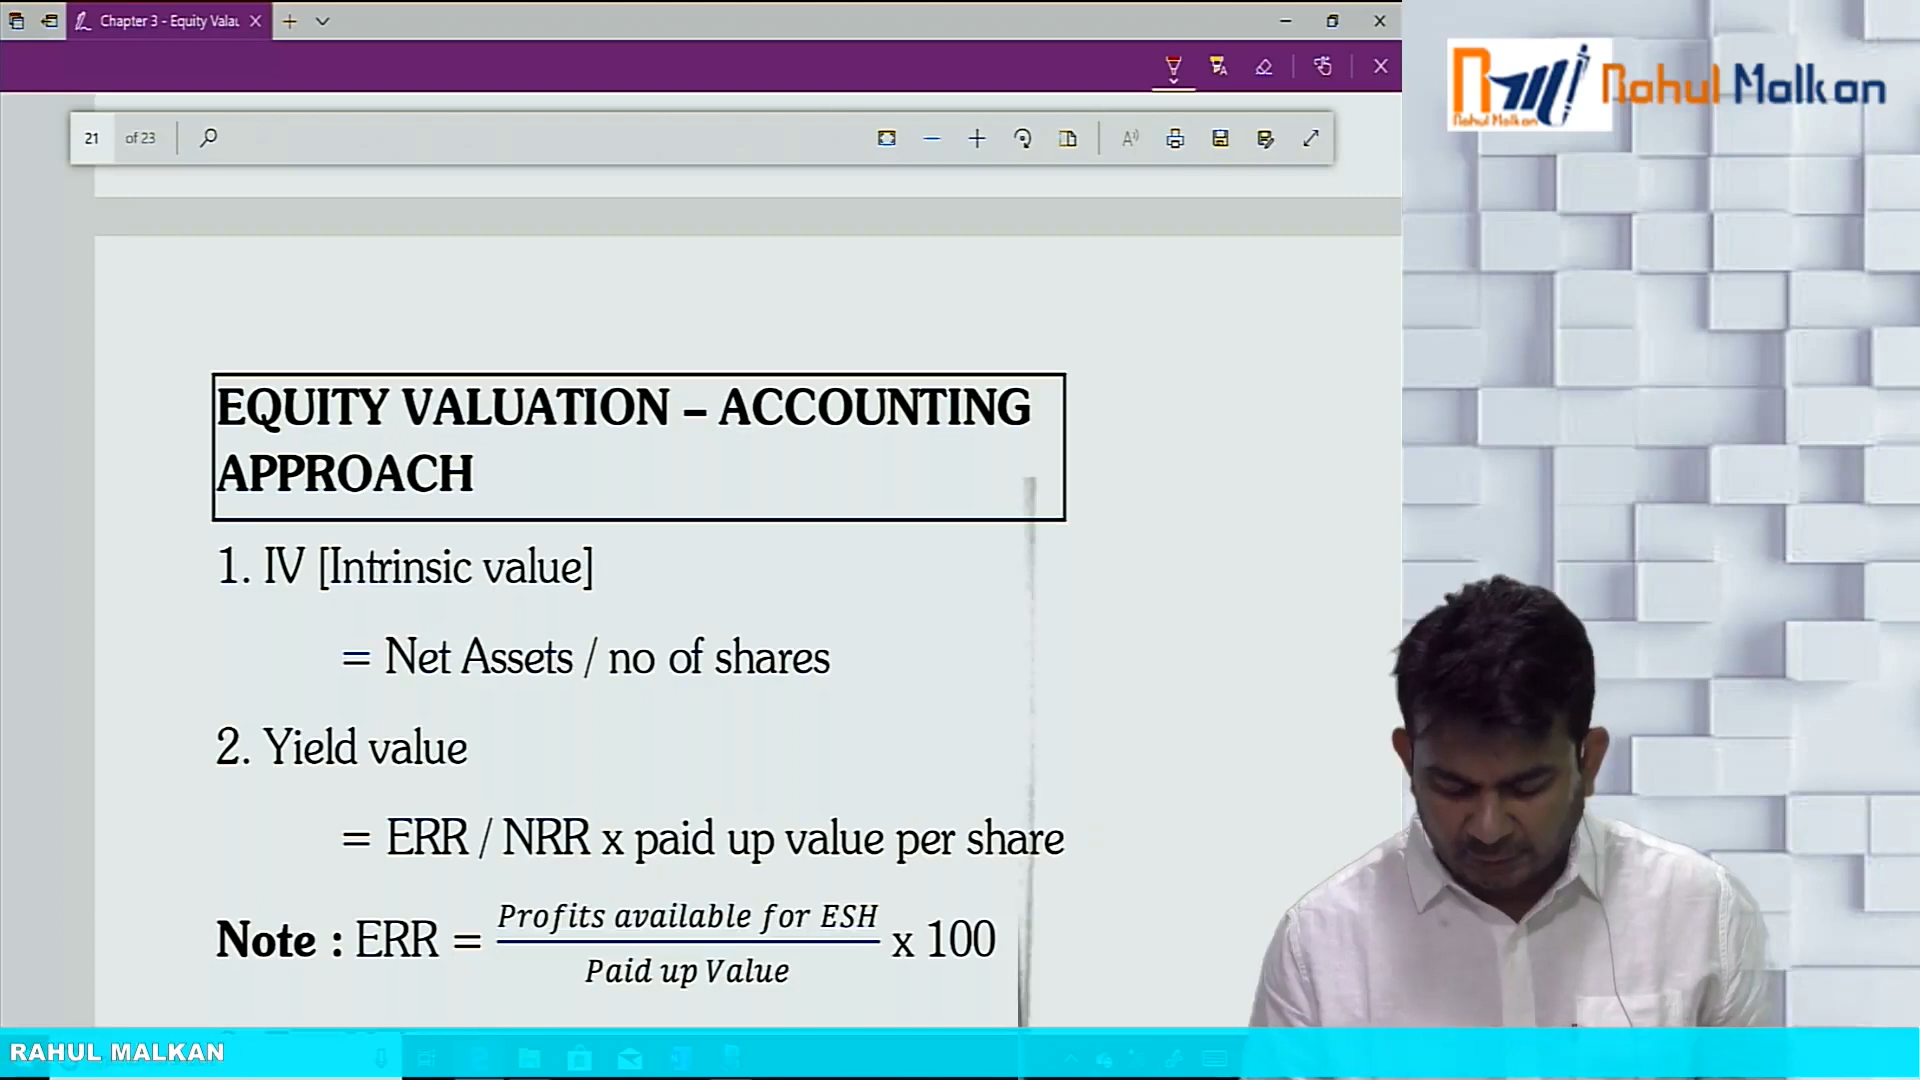 Chapter 3 - Equity Valu
21 of 23
Rahul Malkan
Rahul Malkan
EQUITY VALUATION – ACCOUNTING
APPROACH
1. IV [Intrinsic value]
= Net Assets / no of shares
2. Yield value
= ERR / NRR x paid up value per share
Note : ERR = Profits available for ESH / Paid up Value x 100
RAHUL MALKAN